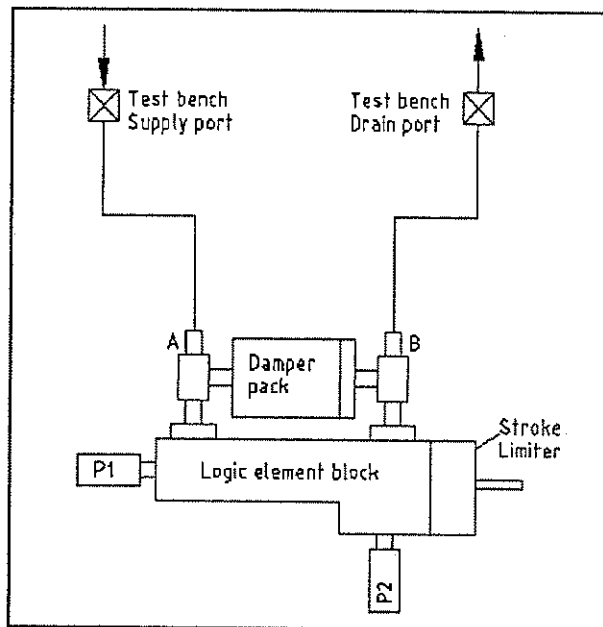 Test bench
Supply port
Test bench
Drain port
A
B
Damper
pack
Stroke
Limiter
P1
Logic element block
P2